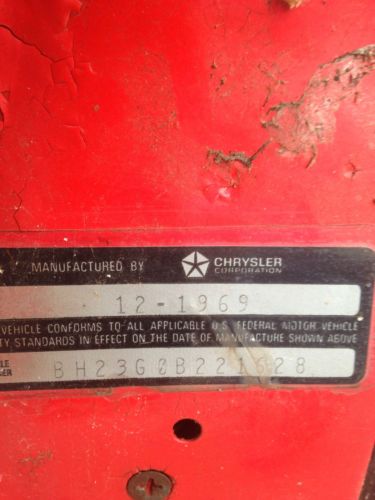 MANUFACTURED BY CHRYSLER CORPORATION
12-1969
VEHICLE CONFORMS TO ALL APPLICABLE U.S. FEDERAL MOTOR VEHICLE
TY STANDARDS IN EFFECT ON THE DATE OF MANUFACTURE SHOWN ABOVE
BH23G0B221628